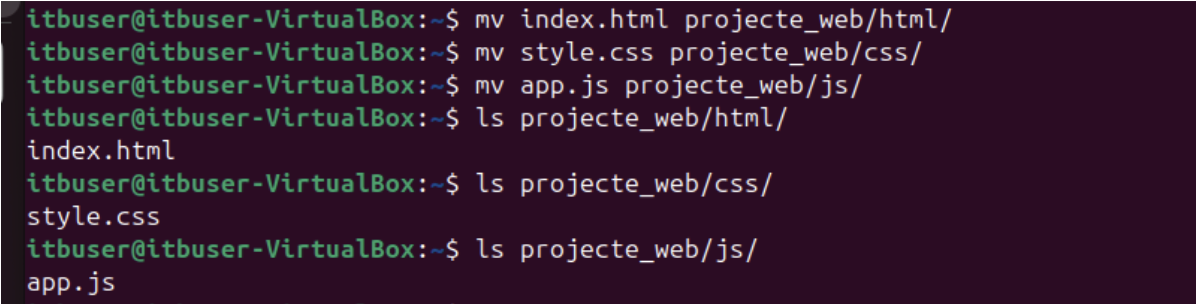 itbuser@itbuser-VirtualBox:~$ mv index.html projecte_web/html/
itbuser@itbuser-VirtualBox:~$ mv style.css projecte_web/css/
itbuser@itbuser-VirtualBox:~$ mv app.js projecte_web/js/
itbuser@itbuser-VirtualBox:~$ ls projecte_web/html/
index.html
itbuser@itbuser-VirtualBox:~$ ls projecte_web/css/
style.css
itbuser@itbuser-VirtualBox:~$ ls projecte_web/js/
app.js